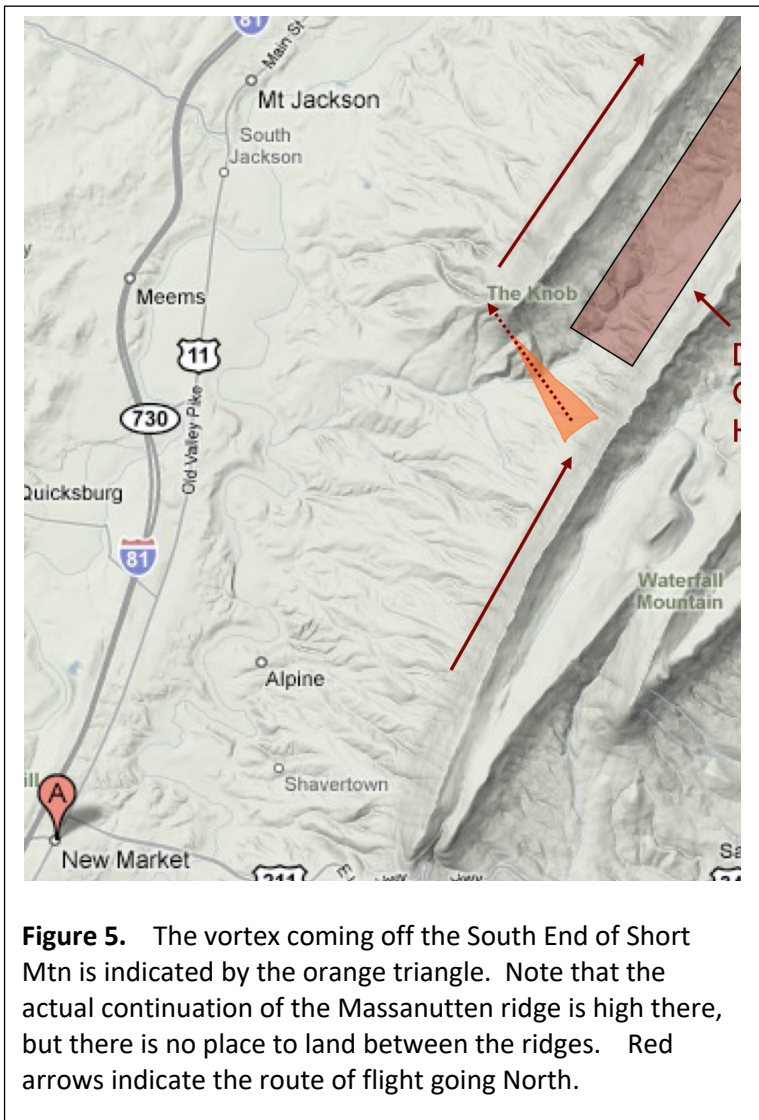 81
Main St
Mt Jackson
South
Jackson
y
The Knob
Meems
11
D
C
H
730
Old Valley Pike
Quicksburg
81
Waterfall
Mountain
Alpine
ill
Shavertown
A
New Market
211
Hwy
Sa
Figure 5. The vortex coming off the South End of Short
Mtn is indicated by the orange triangle. Note that the
actual continuation of the Massanutten ridge is high there,
but there is no place to land between the ridges. Red
arrows indicate the route of flight going North.